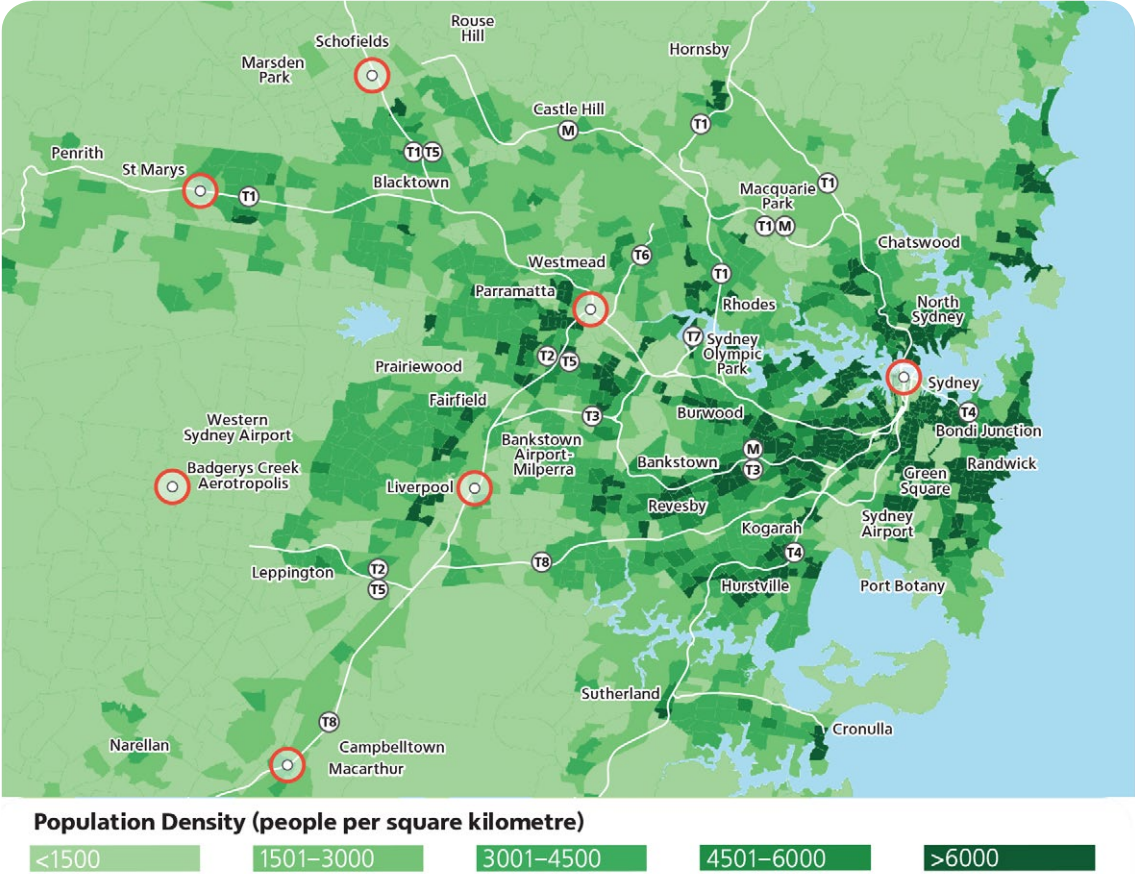 Rouse
Hill
Schofields
Hornsby
Marsden
Park
Castle Hill
M
T1
T1 T5
Penrith
St Marys
T1
Blacktown
Macquarie
Park
T1
T1 M
Chatswood
Westmead
T6
Parramatta
T1
Rhodes
North
Sydney
T7
Sydney
Olympic
Park
T2
T5
Prairiewood
Sydney
Fairfield
Burwood
T3
T4
Bondi Junction
Western
Sydney Airport
Bankstown
Airport-
Milperra
M
T3
Bankstown
Randwick
Badgerys Creek
Aerotropolis
Liverpool
Green
Square
Revesby
Sydney
Airport
Kogarah
T4
T8
Leppington
T2
T5
Hurstville
Port Botany
Sutherland
T8
Cronulla
Narellan
Campbelltown
Macarthur
Population Density (people per square kilometre)
<1500
1501–3000
3001–4500
4501–6000
>6000